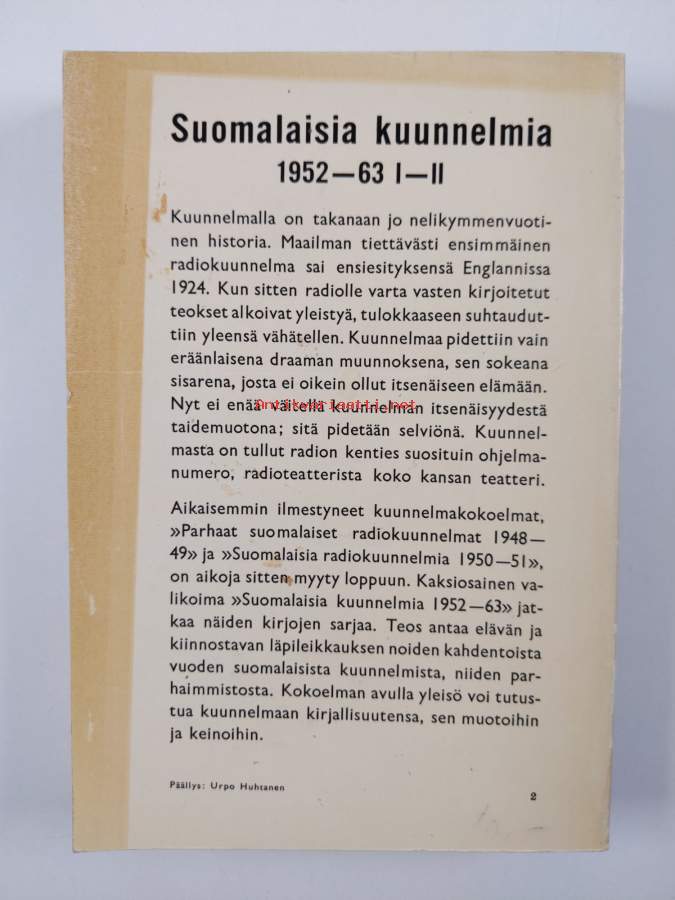 Suomalaisia kuunnelmia
1952—63 I—II
Kuunnelmalla on takanaan jo nelikymmenvuoti-
nen historia. Maailman tiettävästi ensimmäinen
radiokuunnelma sai ensiesityksensä Englannissa
1924. Kun sitten radiolle varta vasten kirjoitetut
teokset alkoivat yleistyä, tulokkaaseen suhtaudut-
tiin yleensä vähätellen. Kuunnelmaa pidettiin vain
eräänlaisena draaman muunnoksena, sen sokeana
sisarena, josta ei oikein ollut itsenäiseen elämään.
Nyt ei enää väitellä kuunnelman itsenäisyydestä
Antikvariaatti.net
taidemuotona; sitä pidetään selviönä. Kuunnel-
masta on tullut radion kenties suosituin ohjelma-
numero, radioteatterista koko kansan teatteri.
Aikaisemmin ilmestyneet kuunnelmakokoelmat,
»Parhaat suomalaiset radiokuunnelmat 1948—
49» ja »Suomalaisia radiokuunnelmia 1950—51»,
on aikoja sitten myyty loppuun. Kaksiosainen va-
likoima »Suomalaisia kuunnelmia 1952—63» jat-
kaa näiden kirjojen sarjaa. Teos antaa elävän ja
kiinnostavan läpileikkauksen noiden kahdentoista
vuoden suomalaisista kuunnelmista, niiden par-
haimmistosta. Kokoelman avulla yleisö voi tutus-
tua kuunnelmaan kirjallisuutensa, sen muotoihin
ja keinoihin.
Päällys: Urpo Huhtanen
2